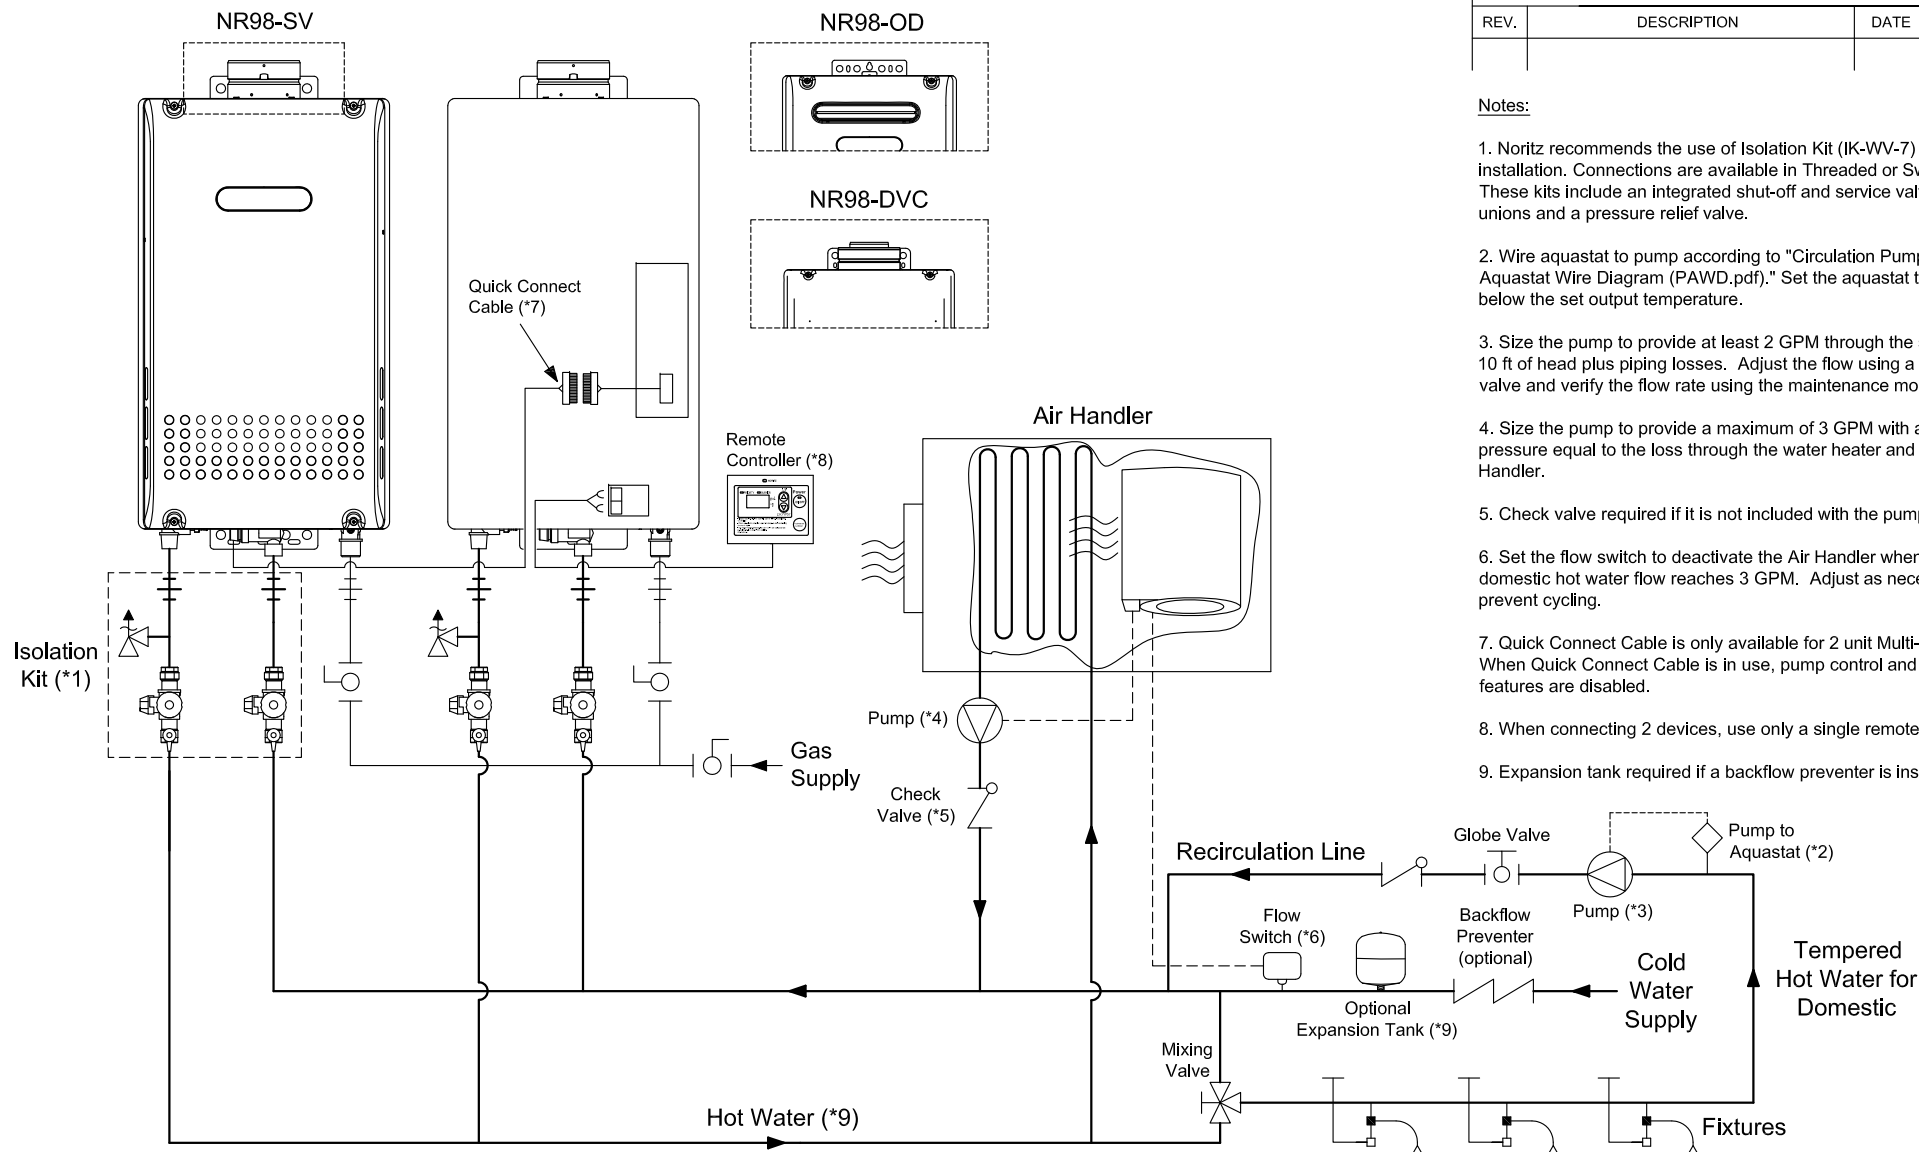 NR98-SV
NR98-OD
NR98-DVC
REV.
DESCRIPTION
DATE
Notes:
1. Noritz recommends the use of Isolation Kit (IK-WV-7)
installation. Connections are available in Threaded or Sw
These kits include an integrated shut-off and service val
unions and a pressure relief valve.
2. Wire aquastat to pump according to "Circulation Pump
Aquastat Wire Diagram (PAWD.pdf)." Set the aquastat t
below the set output temperature.
3. Size the pump to provide at least 2 GPM through the
10 ft of head plus piping losses. Adjust the flow using a
valve and verify the flow rate using the maintenance mo
4. Size the pump to provide a maximum of 3 GPM with a
pressure equal to the loss through the water heater and
Handler.
5. Check valve required if it is not included with the pump
6. Set the flow switch to deactivate the Air Handler when
domestic hot water flow reaches 3 GPM. Adjust as nece
prevent cycling.
7. Quick Connect Cable is only available for 2 unit Multi-
When Quick Connect Cable is in use, pump control and
features are disabled.
8. When connecting 2 devices, use only a single remote
9. Expansion tank required if a backflow preventer is ins
Quick Connect
Cable (*7)
Remote
Controller (*8)
Air Handler
Isolation
Kit (*1)
Pump (*4)
Gas
Supply
Check
Valve (*5)
Recirculation Line
Globe Valve
Pump to
Aquastat (*2)
Pump (*3)
Flow
Switch (*6)
Backflow
Preventer
(optional)
Optional
Expansion Tank (*9)
Cold
Water
Supply
Tempered
Hot Water for
Domestic
Mixing
Valve
Hot Water (*9)
Fixtures